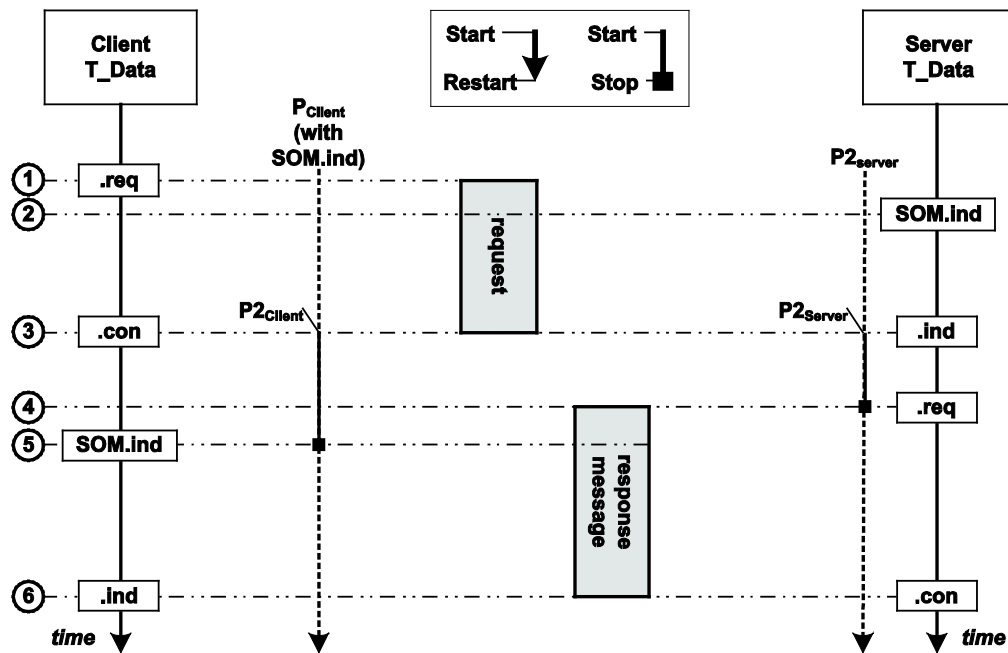 Client
T_Data
Start
Start
Restart
Stop
Server
T_Data
PClient
(with
SOM.ind)
P2server
1
.req
2
SOM.ind
request
P2Client
P2Server
3
.con
.ind
4
.req
5
SOM.ind
response
message
6
.ind
.con
time
time